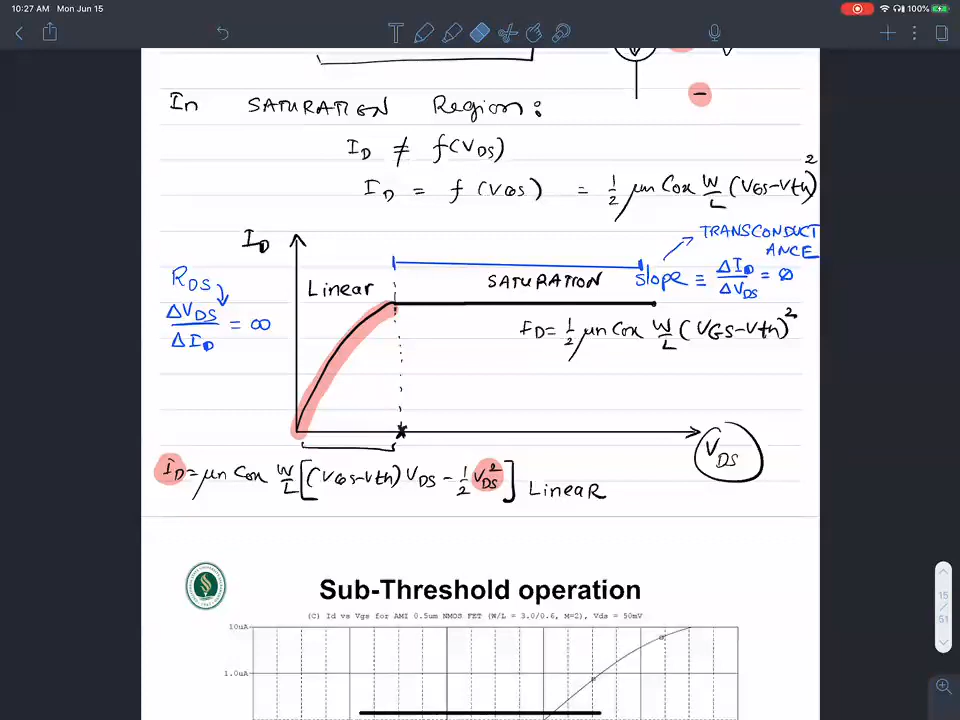 10:27 AM Mon Jun 15
100%
In SATURATION Region:
ID ≠ f(VDS)
ID = f (VGS) = 1/2 μn Cox W/L (VGS-Vth)²
ID
TRANSCONDUCT
ANCE
SATURATION
slope ≡ ΔID/ΔVDS = 0
RDS
Linear
ΔVDS/ΔID = ∞
ID = 1/2 μn Cox W/L (VGS-Vth)²
VDS
ID = μn Cox W/L [(VGS-Vth) VDS - 1/2 VDS²] LINEAR
Sub-Threshold operation
(C) Id vs Vgs for AMI 0.5um NMOS FET (W/L = 3.0/0.6, M=2), Vds = 50mV
10uA
1.0uA
15
/
51